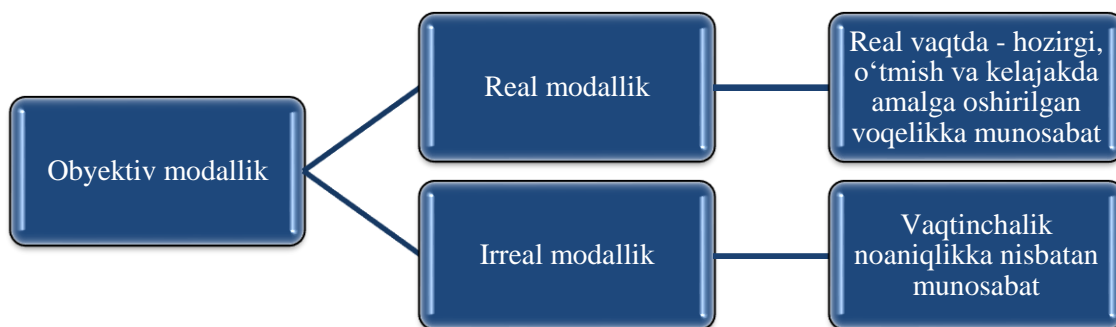 Obyektiv modallik
Real modallik
Real vaqtda - hozirgi,
o‘tmish va kelajakda
amalga oshirilgan
voqelikka munosabat
Irreal modallik
Vaqtinchalik
noaniqlikka nisbatan
munosabat